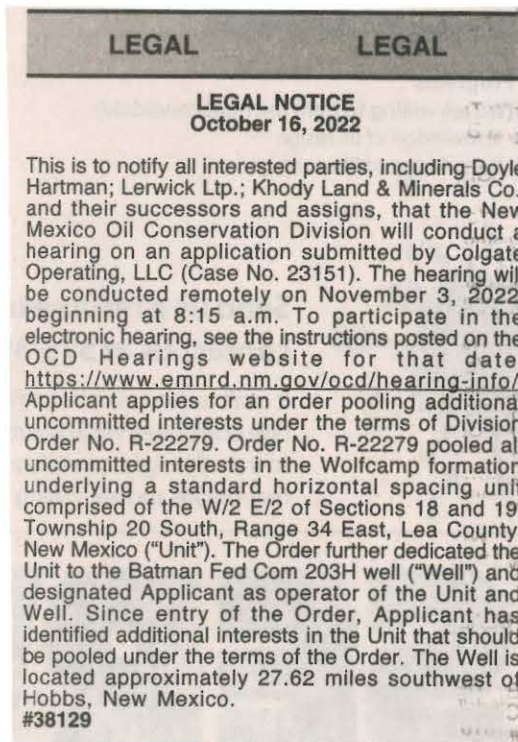 LEGAL LEGAL
LEGAL NOTICE
October 16, 2022
This is to notify all interested parties, including Doyle
Hartman; Lerwick Ltp.; Khody Land & Minerals Co.
and their successors and assigns, that the New
Mexico Oil Conservation Division will conduct a
hearing on an application submitted by Colgate
Operating, LLC (Case No. 23151). The hearing will
be conducted remotely on November 3, 2022
beginning at 8:15 a.m. To participate in the
electronic hearing, see the instructions posted on the
OCD Hearings website for that date
https://www.emnrd.nm.gov/ocd/hearing-info/
Applicant applies for an order pooling additional
uncommitted interests under the terms of Division
Order No. R-22279. Order No. R-22279 pooled all
uncommitted interests in the Wolfcamp formation
underlying a standard horizontal spacing unit
comprised of the W/2 E/2 of Sections 18 and 19
Township 20 South, Range 34 East, Lea County
New Mexico ("Unit"). The Order further dedicated the
Unit to the Batman Fed Com 203H well ("Well") and
designated Applicant as operator of the Unit and
Well. Since entry of the Order, Applicant has
identified additional interests in the Unit that should
be pooled under the terms of the Order. The Well is
located approximately 27.62 miles southwest of
Hobbs, New Mexico.
#38129